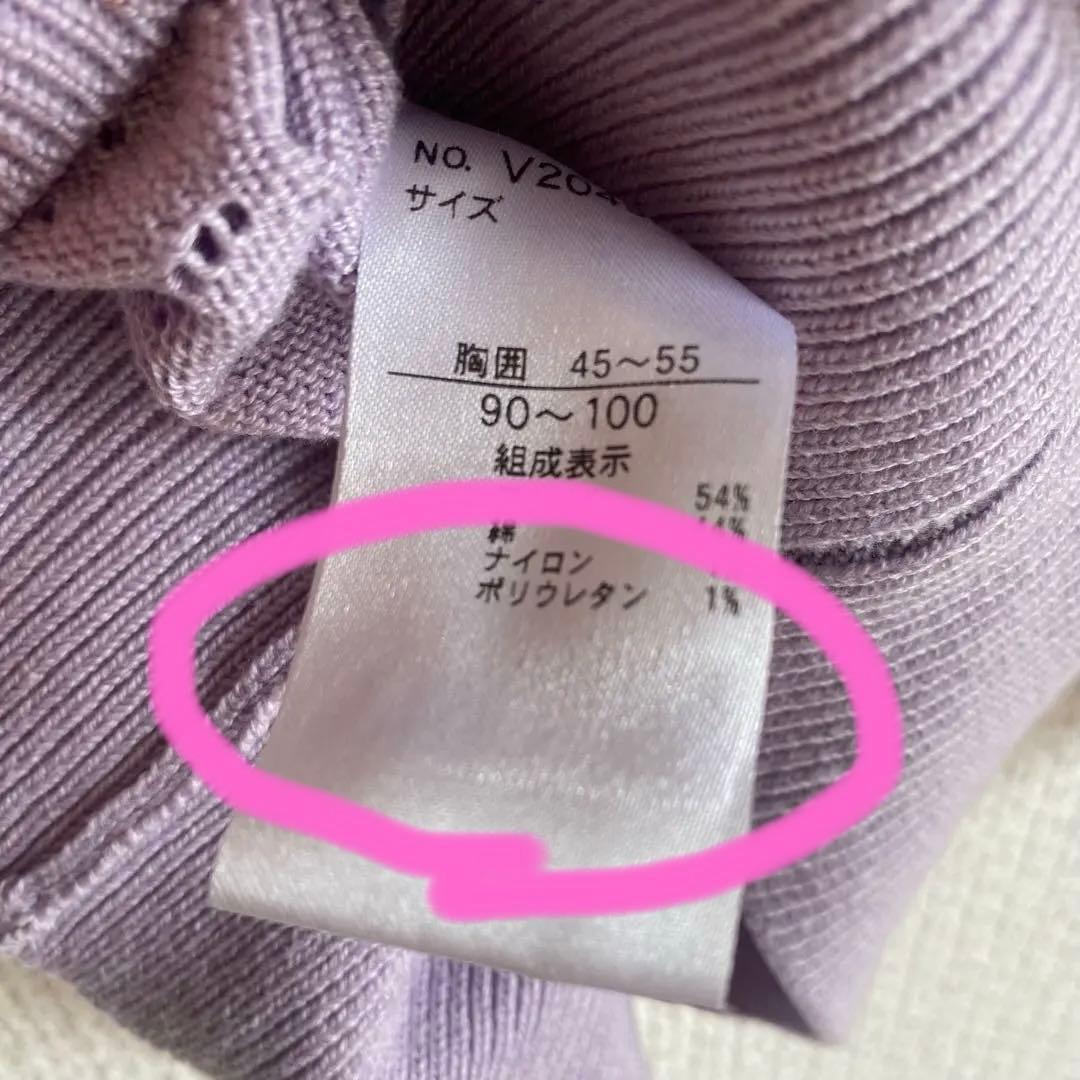 NO. V204
サイズ
胸囲 45〜55
90〜100
組成表示
54%
綿
ナイロン
ポリウレタン 1%